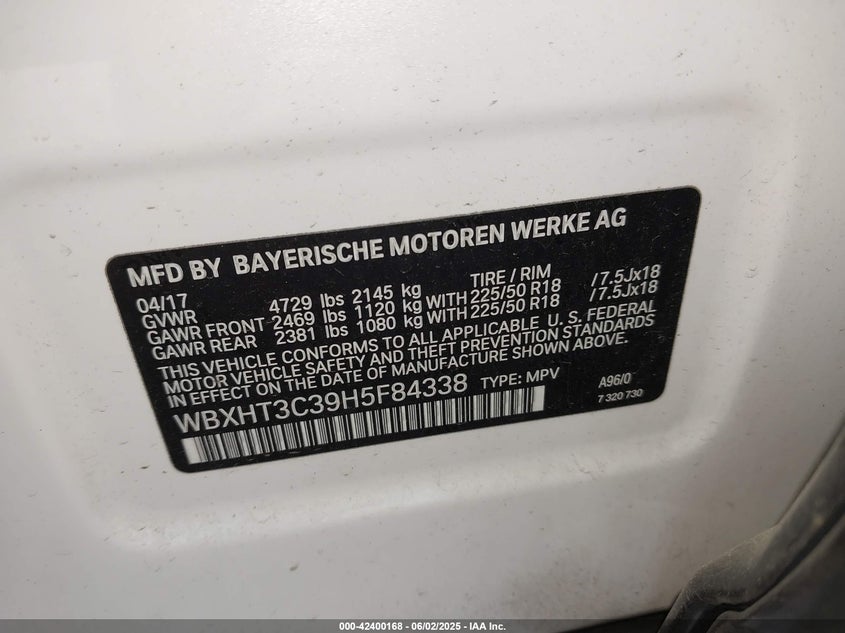 MFD BY BAYERISCHE MOTOREN WERKE AG
04/17 TIRE / RIM
GVWR 4729 lbs 2145 kg
GAWR FRONT 2469 lbs 1120 kg WITH 225/50 R18 /7.5Jx18
GAWR REAR 2381 lbs 1080 kg WITH 225/50 R18 /7.5Jx18
THIS VEHICLE CONFORMS TO ALL APPLICABLE U. S. FEDERAL
MOTOR VEHICLE SAFETY AND THEFT PREVENTION STANDARDS
IN EFFECT ON THE DATE OF MANUFACTURE SHOWN ABOVE.
WBXHT3C39H5F84338 TYPE: MPV A96/0
7 320 730
000-42400168 - 06/02/2025 - IAA Inc.